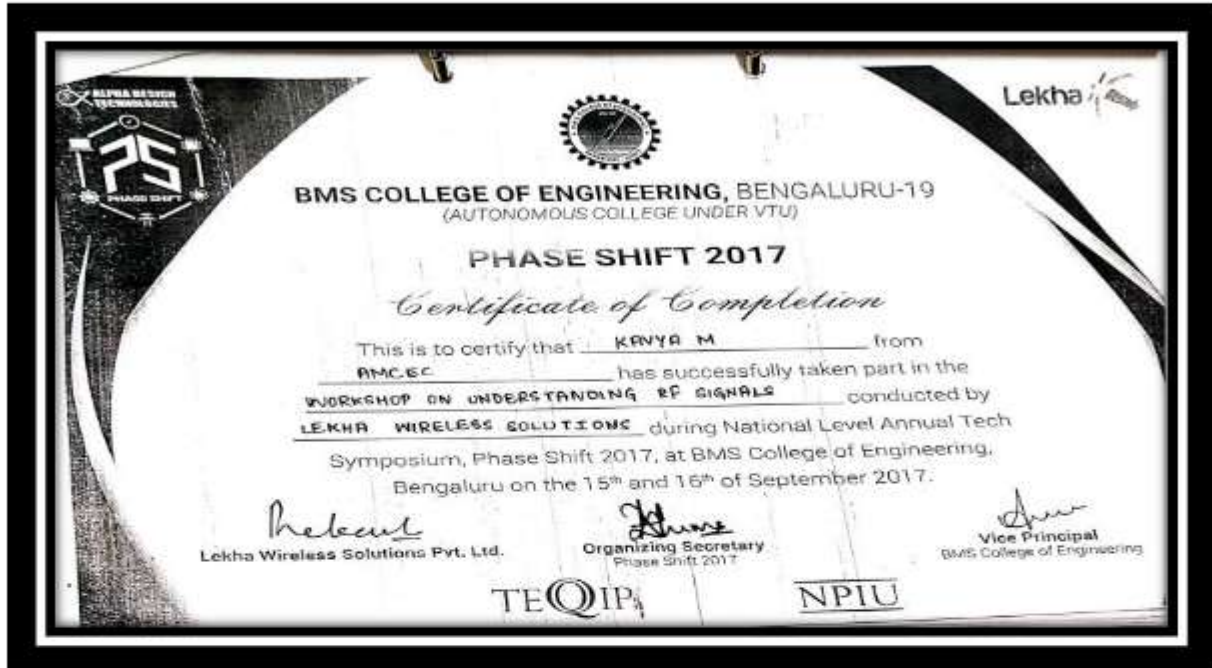 ALPHA DESIGN
TECHNOLOGIES
PS
PHASE SHIFT
Lekha
BMS COLLEGE OF ENGINEERING, BENGALURU-19
(AUTONOMOUS COLLEGE UNDER VTU)
PHASE SHIFT 2017
Certificate of Completion
This is to certify that KAVYA M from
AMCEC has successfully taken part in the
WORKSHOP ON UNDERSTANDING RF SIGNALS conducted by
LEKHA WIRELESS SOLUTIONS during National Level Annual Tech
Symposium, Phase Shift 2017, at BMS College of Engineering,
Bengaluru on the 15th and 16th of September 2017.
Lekha Wireless Solutions Pvt. Ltd.
Organizing Secretary
Phase Shift 2017
Vice Principal
BMS College of Engineering
TEQIP
NPIU